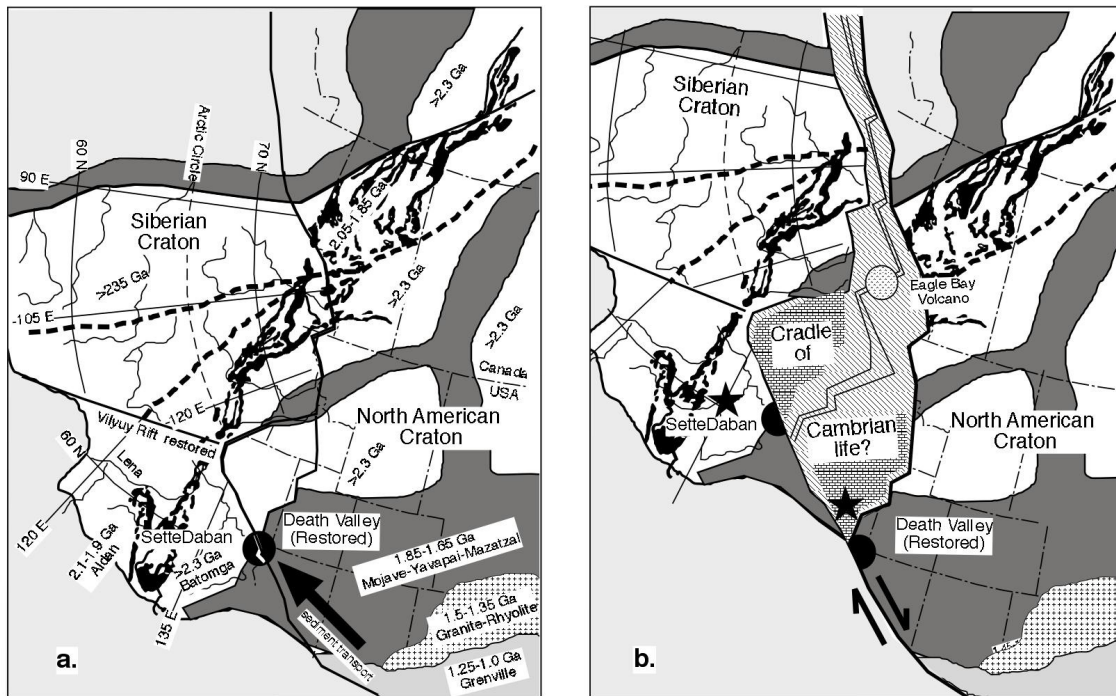 >2.3 Ga
Siberian
Craton
Arctic Circle
60 N
70 N
90 E
2.05-1.85 Ga
Siberian
Craton
>235 Ga
>2.3 Ga
-105 E
>2.3 Ga
Canada
USA
-120 E
North American
Craton
Vilyuy Rift restored
>2.3 Ga
60 N
Lena
120 E
SetteDaban
Death Valley
(Restored)
2.1-1.9 Ga
Aldan
>2.3 Ga
Batomga
1.85-1.65 Ga
Mojave-Yavapai-Mazatzal
135 E
sediment transport
1.5-1.35 Ga
Granite-Rhyolite
1.25-1.0 Ga
Grenville
a.
Siberian
Craton
Eagle Bay
Volcano
Cradle
of
SetteDaban
Cambrian
life?
North American
Craton
Death Valley
(Restored)
b.